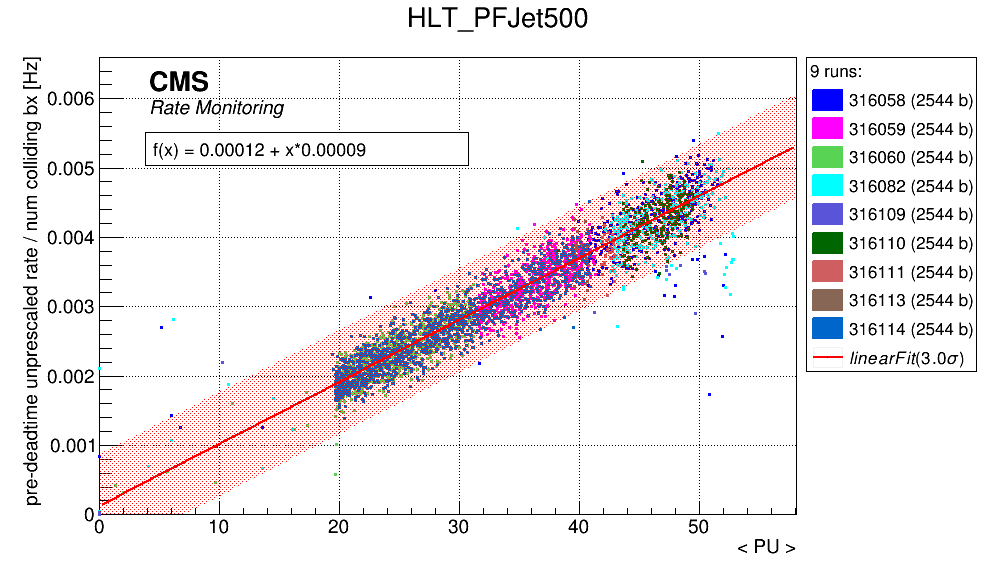 HLT_PFJet500
pre-deadtime unprescaled rate / num colliding bx [Hz]
CMS
Rate Monitoring
f(x) = 0.00012 + x*0.00009
0.006
0.005
0.004
0.003
0.002
0.001
0
0 10 20 30 40 50
< PU >
9 runs:
316058 (2544 b)
316059 (2544 b)
316060 (2544 b)
316082 (2544 b)
316109 (2544 b)
316110 (2544 b)
316111 (2544 b)
316113 (2544 b)
316114 (2544 b)
linearFit(3.0σ)